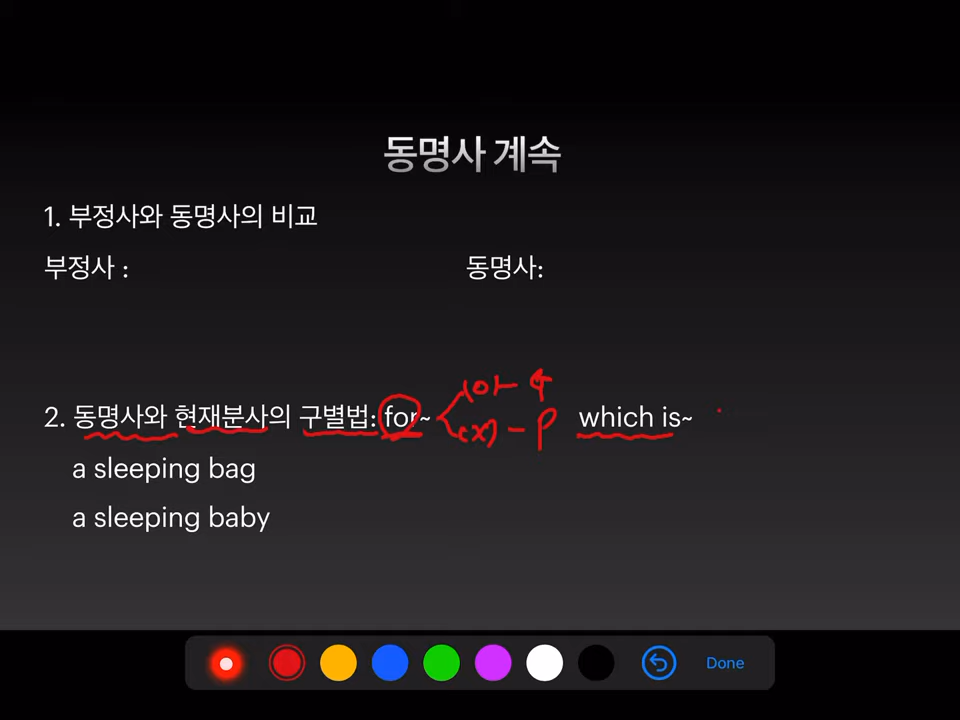 동명사 계속
1. 부정사와 동명사의 비교
부정사 :
동명사:
2. 동명사와 현재분사의 구별법: for~ which is~
(o) -
(x) - P
a sleeping bag
a sleeping baby
Done